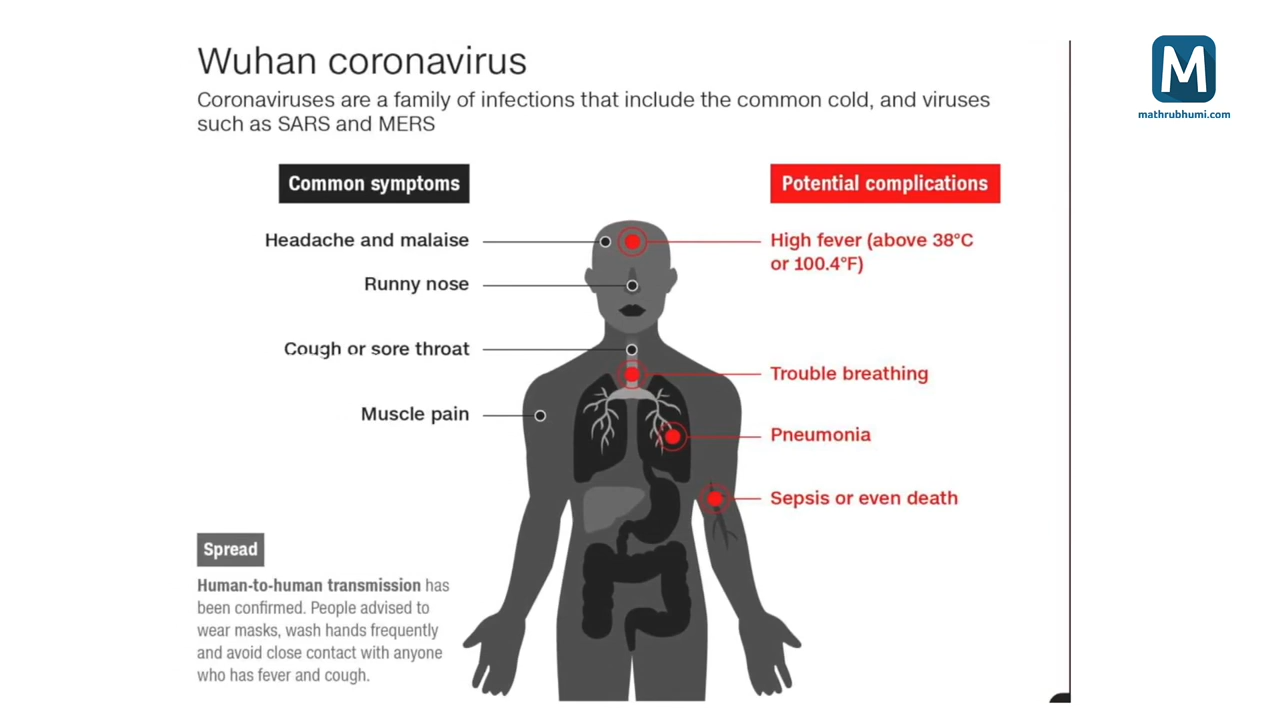 Wuhan coronavirus
Coronaviruses are a family of infections that include the common cold, and viruses
such as SARS and MERS
M
mathrubhumi.com
Common symptoms
Headache and malaise
Runny nose
Cough or sore throat
Muscle pain
Potential complications
High fever (above 38°C
or 100.4°F)
Trouble breathing
Pneumonia
Sepsis or even death
Spread
Human-to-human transmission has
been confirmed. People advised to
wear masks, wash hands frequently
and avoid close contact with anyone
who has fever and cough.